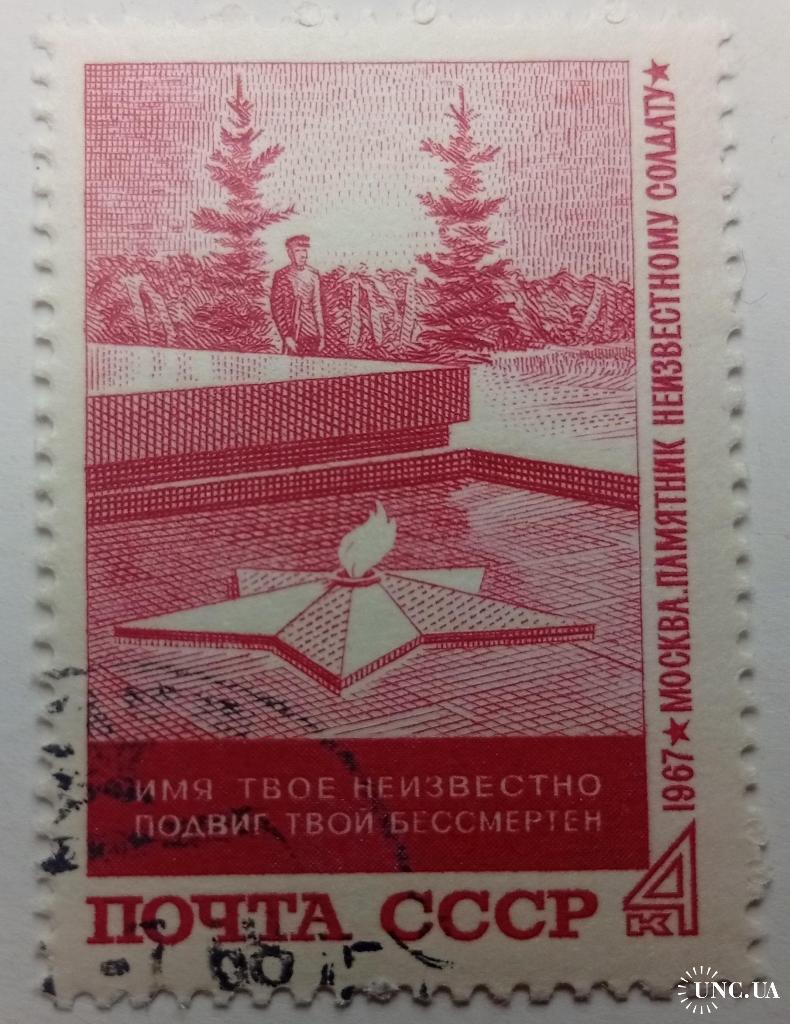 1967 ★ МОСКВА. ПАМЯТНИК НЕИЗВЕСТНОМУ СОЛДАТУ ★
ИМЯ ТВОЕ НЕИЗВЕСТНО
ПОДВИГ ТВОЙ БЕССМЕРТЕН
ПОЧТА СССР
4 К
UNC.UA